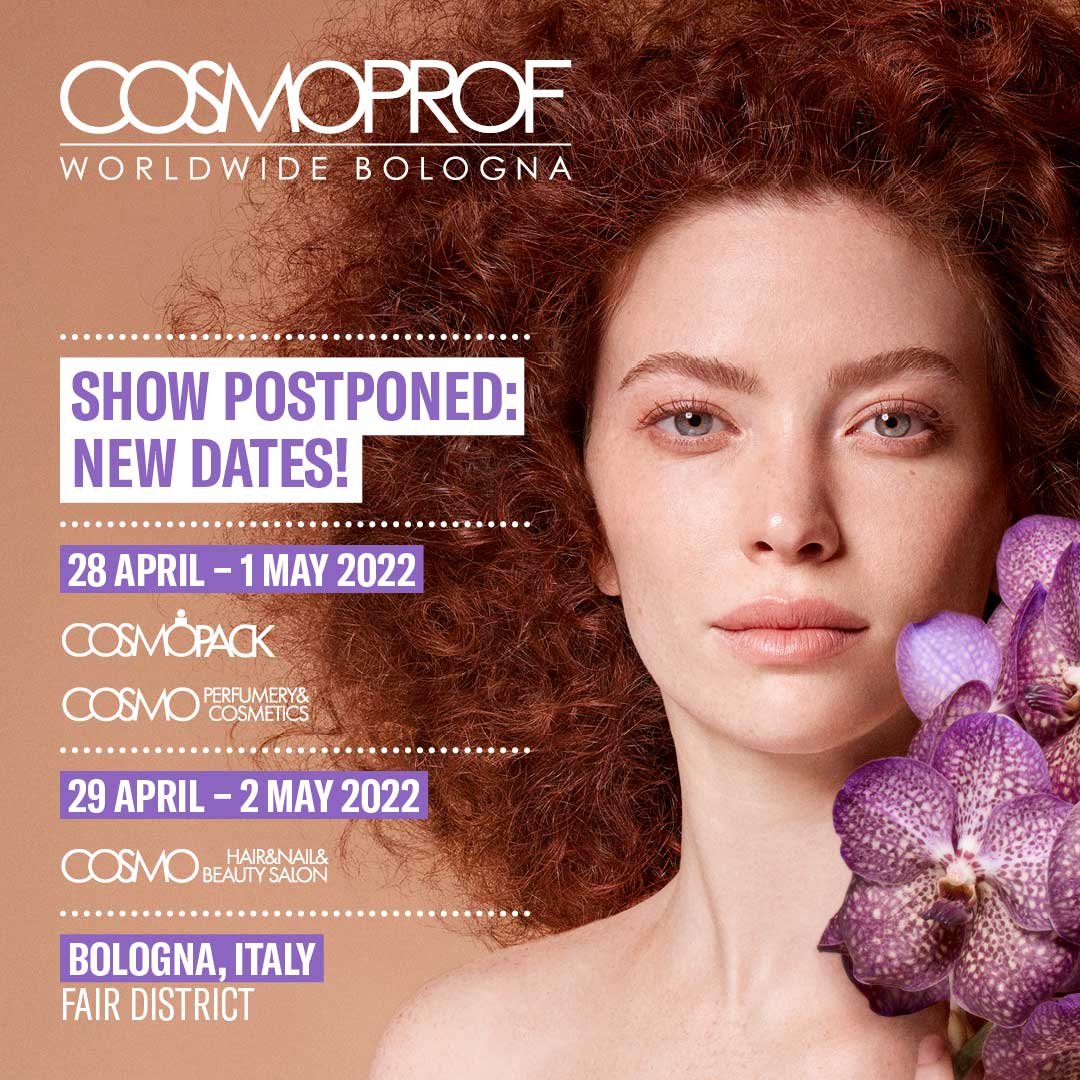 COSMOPROF
WORLDWIDE BOLOGNA
SHOW POSTPONED:
NEW DATES!
28 APRIL – 1 MAY 2022
COSMOPACK
COSMO PERFUMERY&
COSMETICS
29 APRIL – 2 MAY 2022
COSMO HAIR&NAIL&
BEAUTY SALON
BOLOGNA, ITALY
FAIR DISTRICT